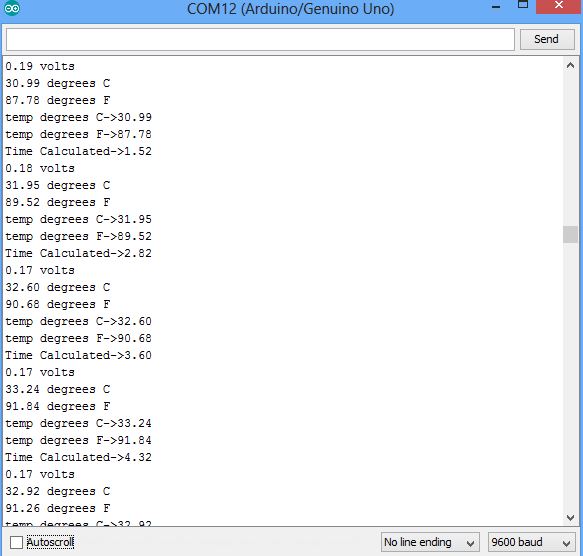 COM12 (Arduino/Genuino Uno)
Send
0.19 volts
30.99 degrees C
87.78 degrees F
temp degrees C->30.99
temp degrees F->87.78
Time Calculated->1.52
0.18 volts
31.95 degrees C
89.52 degrees F
temp degrees C->31.95
temp degrees F->89.52
Time Calculated->2.82
0.17 volts
32.60 degrees C
90.68 degrees F
temp degrees C->32.60
temp degrees F->90.68
Time Calculated->3.60
0.17 volts
33.24 degrees C
91.84 degrees F
temp degrees C->33.24
temp degrees F->91.84
Time Calculated->4.32
0.17 volts
32.92 degrees C
91.26 degrees F
temp degrees C->32.92
Autoscroll
No line ending
9600 baud